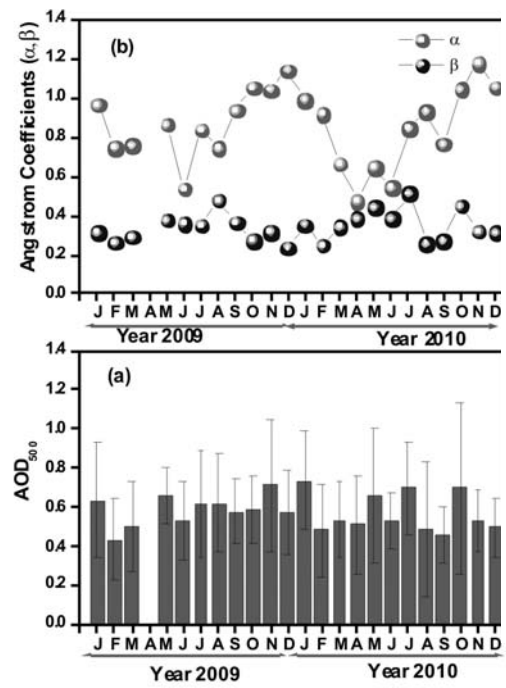 1.4
(b)
α
β
1.2
1.0
0.8
0.6
0.4
0.2
0.0
Angstrom Coefficients (α,β)
J F M A M J J A S O N D J F M A M J J A S O N D
Year 2009 Year 2010
1.4
(a)
1.2
1.0
0.8
0.6
0.4
0.2
0.0
AOD500
J F M A M J J A S O N D J F M A M J J A S O N D
Year 2009 Year 2010